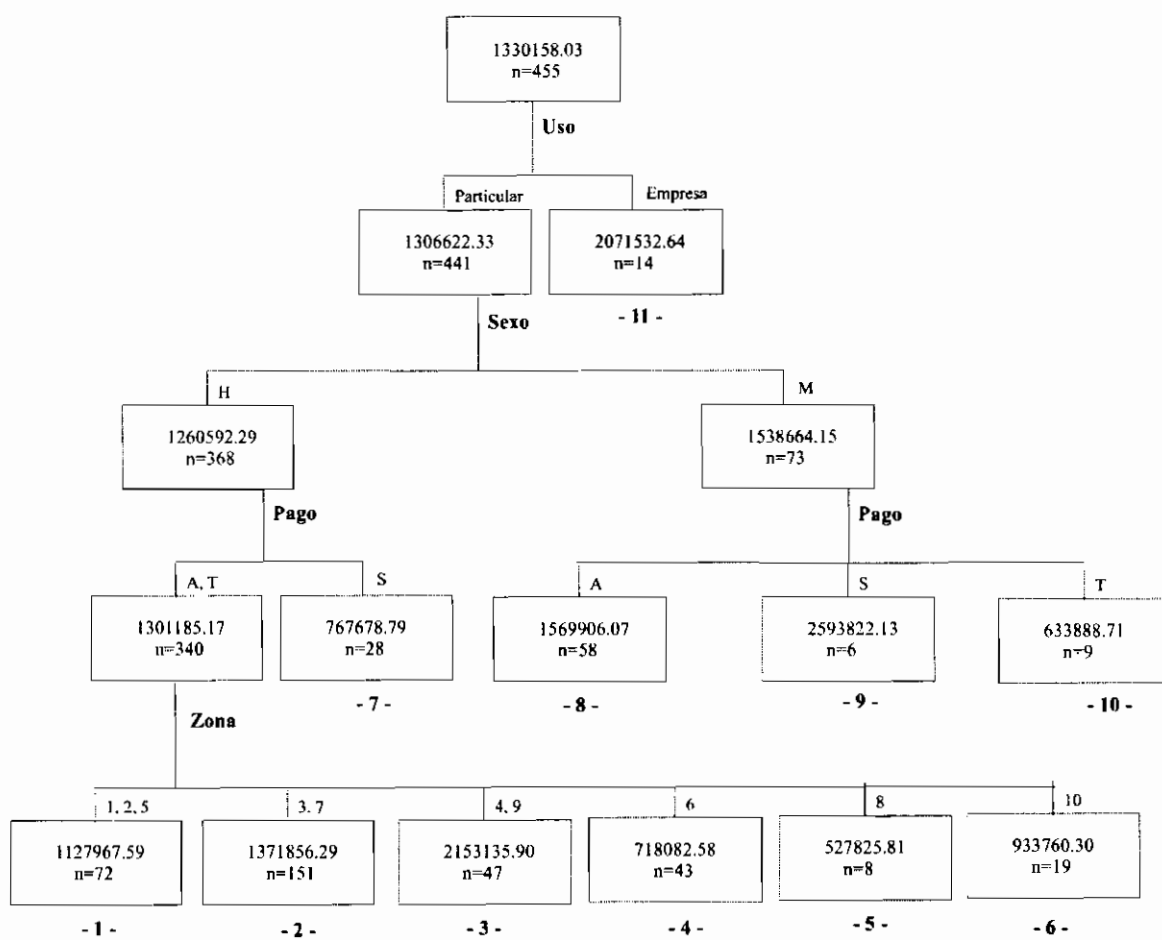 1330158.03
n=455
Uso
Particular
Empresa
1306622.33
n=441
2071532.64
n=14
- 11 -
Sexo
H
M
1260592.29
n=368
1538664.15
n=73
Pago
Pago
A, T
S
A
S
T
1301185.17
n=340
767678.79
n=28
1569906.07
n=58
2593822.13
n=6
633888.71
n=9
- 7 -
- 8 -
- 9 -
- 10 -
Zona
1, 2, 5
3, 7
4, 9
6
8
10
1127967.59
n=72
1371856.29
n=151
2153135.90
n=47
718082.58
n=43
527825.81
n=8
933760.30
n=19
- 1 -
- 2 -
- 3 -
- 4 -
- 5 -
- 6 -